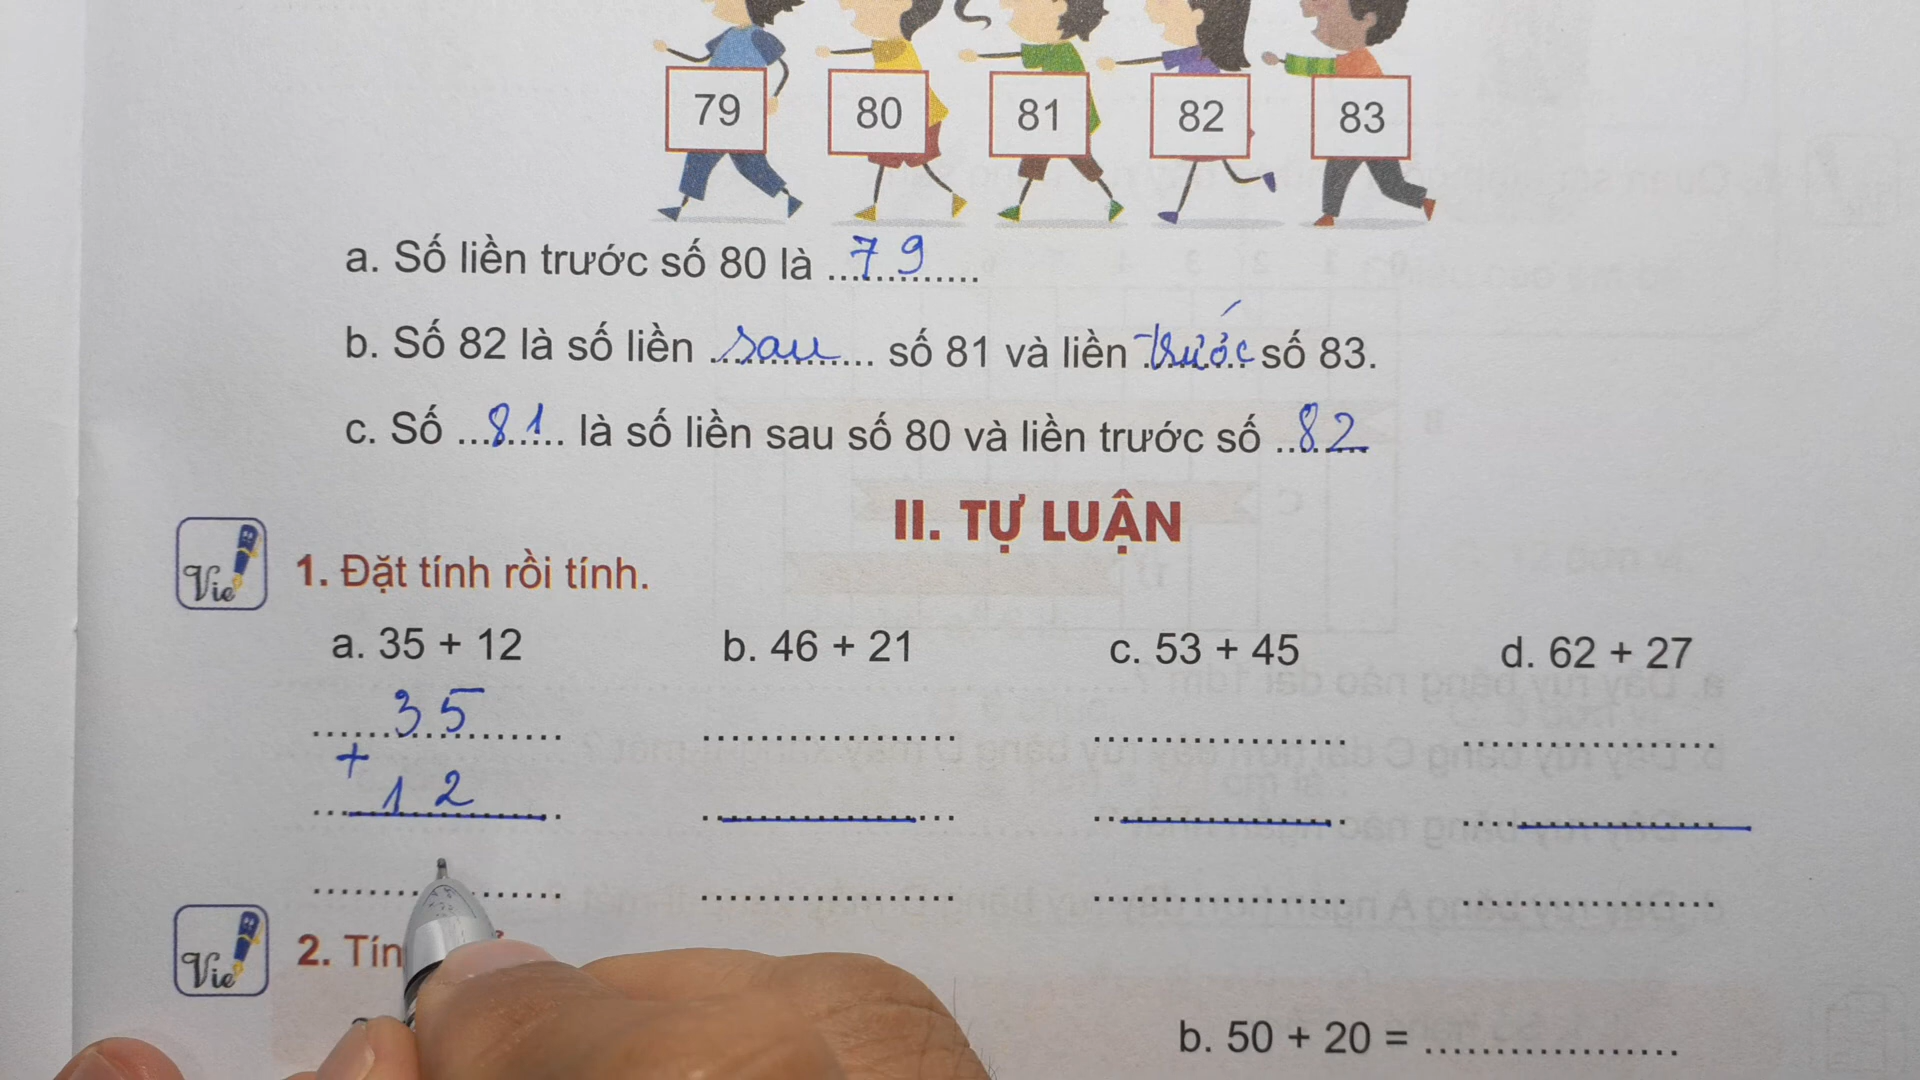 79 80 81 82 83
a. Số liền trước số 80 là ...79...
b. Số 82 là số liền ...sau... số 81 và liền trước số 83.
c. Số ...81... là số liền sau số 80 và liền trước số ...82
II. TỰ LUẬN
Vie 1. Đặt tính rồi tính.
a. 35 + 12 b. 46 + 21 c. 53 + 45 d. 62 + 27
35
+
12
Vie 2.
b. 50 + 20 = ...................